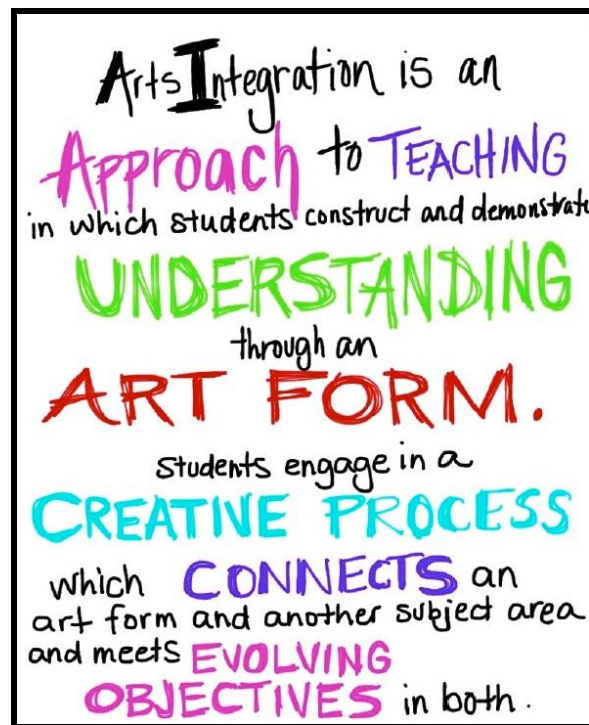 Arts Integration is an
Approach to TEACHING
in which students construct and demonstrate
UNDERSTANDING
through an
ART FORM.
students engage in a
CREATIVE PROCESS
which CONNECTS an
art form and another subject area
and meets EVOLVING
OBJECTIVES in both.